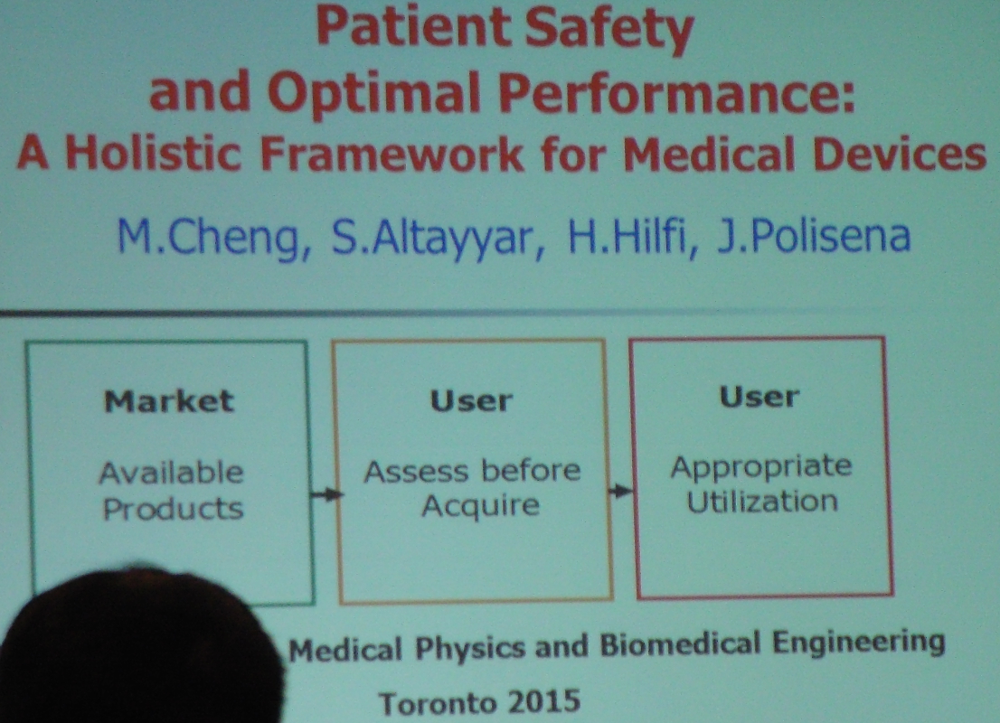 Patient Safety
and Optimal Performance:
A Holistic Framework for Medical Devices
M.Cheng, S.Altayyar, H.Hilfi, J.Polisena
Market
Available
Products
User
Assess before
Acquire
User
Appropriate
Utilization
Medical Physics and Biomedical Engineering
Toronto 2015